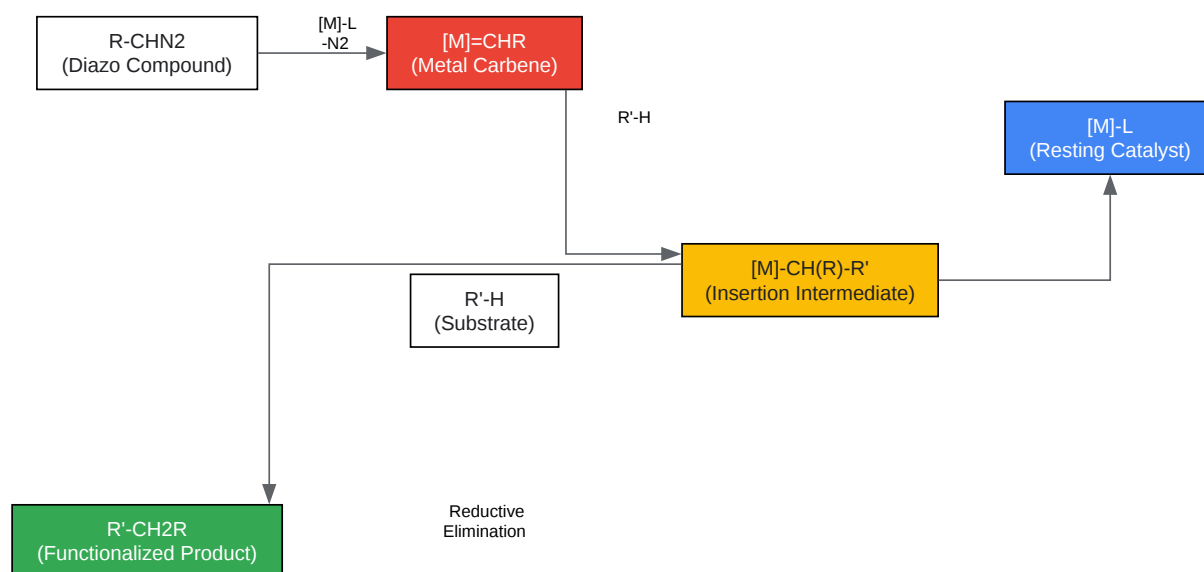 R-CHN2
(Diazo Compound)
[M]-L
-N2
[M]=CHR
(Metal Carbene)
R'-H
[M]-L
(Resting Catalyst)
[M]-CH(R)-R'
(Insertion Intermediate)
R'-H
(Substrate)
R'-CH2R
(Functionalized Product)
Reductive
Elimination